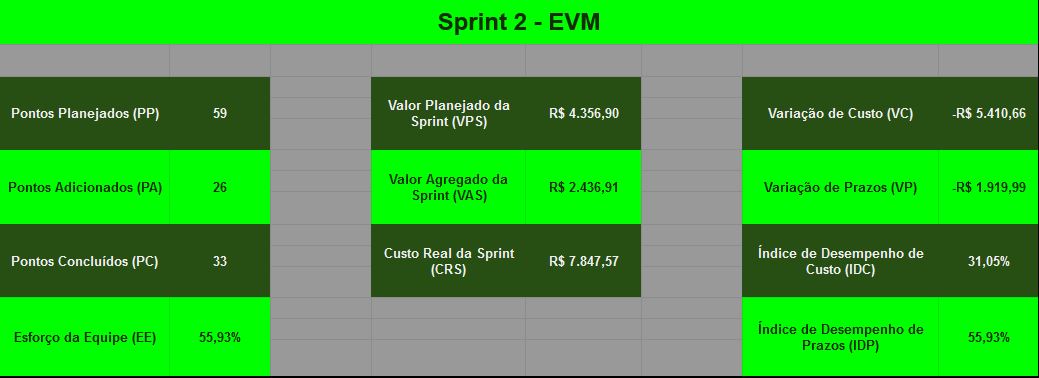 Sprint 2 - EVM
Pontos Planejados (PP)
59
Valor Planejado da
Sprint (VPS)
R$ 4.356,90
Variação de Custo (VC)
-R$ 5.410,66
Pontos Adicionados (PA)
26
Valor Agregado da
Sprint (VAS)
R$ 2.436,91
Variação de Prazos (VP)
-R$ 1.919,99
Pontos Concluídos (PC)
33
Custo Real da Sprint
(CRS)
R$ 7.847,57
Índice de Desempenho de
Custo (IDC)
31,05%
Esforço da Equipe (EE)
55,93%
Índice de Desempenho de
Prazos (IDP)
55,93%